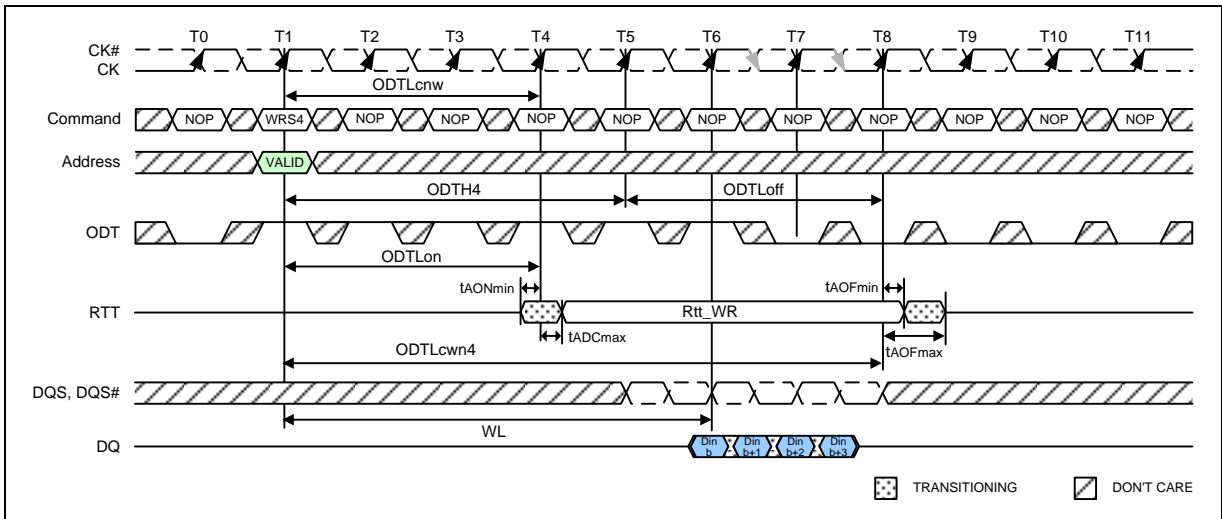 T0 T1 T2 T3 T4 T5 T6 T7 T8 T9 T10 T11
CK#
CK
ODTLcnw
Command NOP WRS4 NOP NOP NOP NOP NOP NOP NOP NOP NOP NOP
Address VALID
ODTH4 ODTLoff
ODT
ODTLon
tAONmin tAOFmin
RTT Rtt_WR
tADCmax tAOFmax
ODTLcwn4
DQS, DQS#
WL
DQ Din b Din b+1 Din b+2 Din b+3
TRANSITIONING DON'T CARE